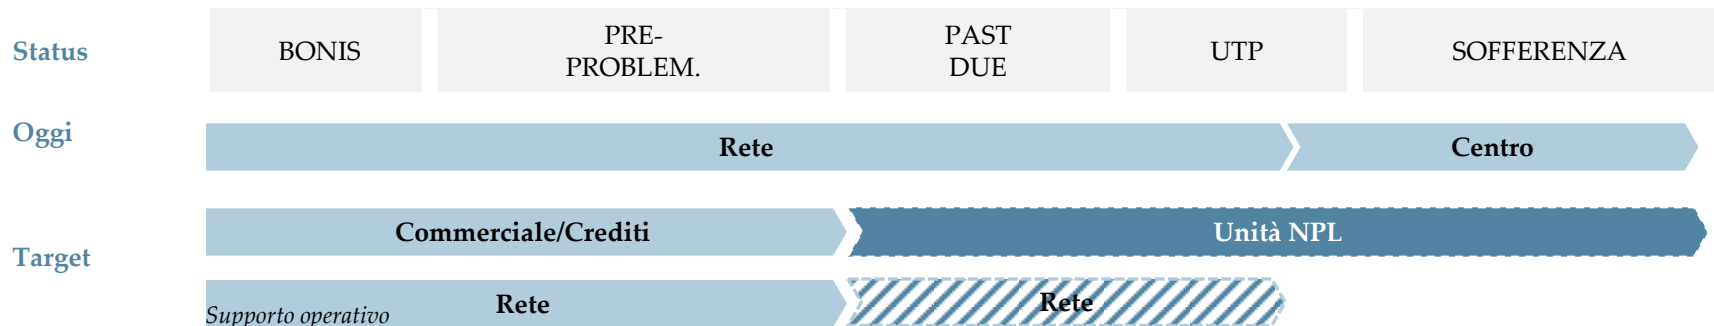 Status
BONIS
PRE-
PROBLEM.
PAST
DUE
UTP
SOFFERENZA
Oggi
Rete
Centro
Target
Commerciale/Crediti
Unità NPL
Supporto operativo
Rete
Rete